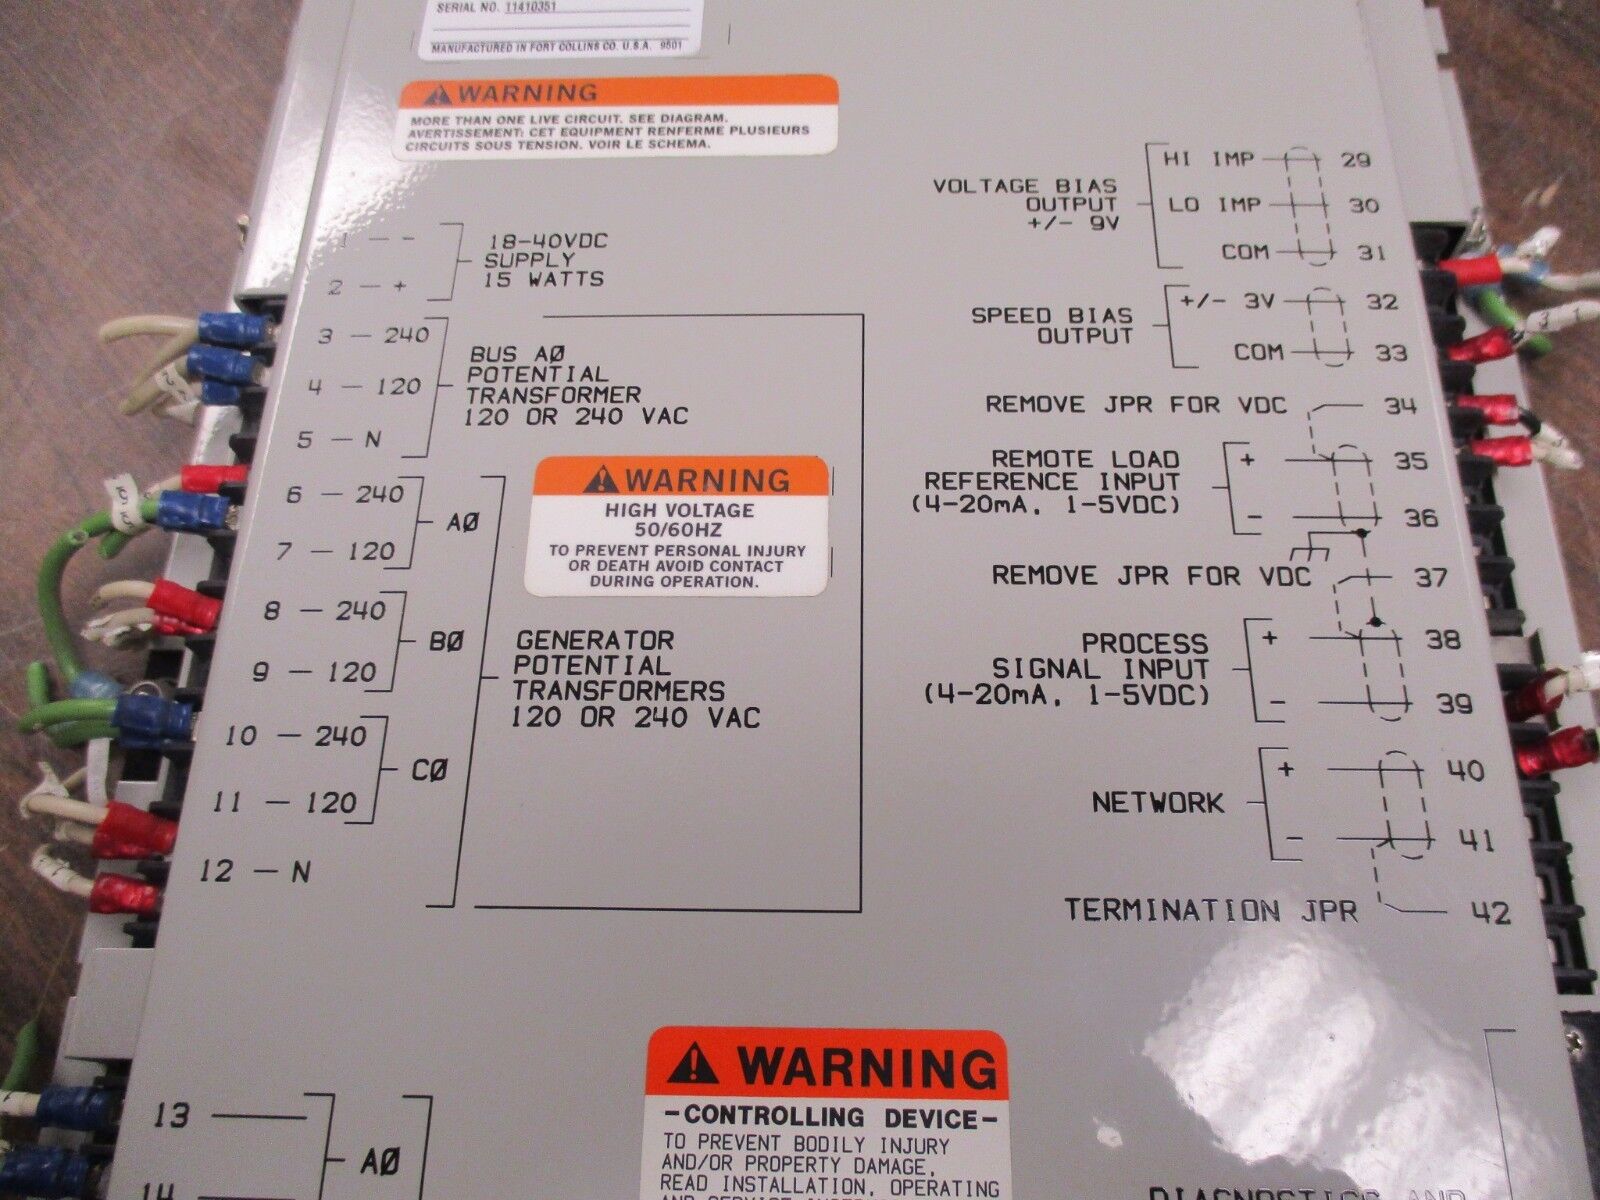 SERIAL NO. 11410351
MANUFACTURED IN FORT COLLINS CO. U.S.A. 9501
WARNING
MORE THAN ONE LIVE CIRCUIT. SEE DIAGRAM.
AVERTISSEMENT: CET EQUIPMENT RENFERME PLUSIEURS
CIRCUITS SOUS TENSION. VOIR LE SCHEMA.
1 — -
2 — +
18-40VDC
SUPPLY
15 WATTS
3 — 240
4 — 120
5 — N
BUS AØ
POTENTIAL
TRANSFORMER
120 OR 240 VAC
6 — 240
7 — 120
AØ
8 — 240
9 — 120
BØ
10 — 240
11 — 120
CØ
12 — N
GENERATOR
POTENTIAL
TRANSFORMERS
120 OR 240 VAC
WARNING
HIGH VOLTAGE
50/60HZ
TO PREVENT PERSONAL INJURY
OR DEATH AVOID CONTACT
DURING OPERATION.
13
14
AØ
VOLTAGE BIAS
OUTPUT
+/- 9V
HI IMP 29
LO IMP 30
COM 31
SPEED BIAS
OUTPUT
+/- 3V 32
COM 33
REMOVE JPR FOR VDC 34
REMOTE LOAD
REFERENCE INPUT
(4-20mA, 1-5VDC)
+ 35
- 36
REMOVE JPR FOR VDC 37
PROCESS
SIGNAL INPUT
(4-20mA, 1-5VDC)
+ 38
- 39
NETWORK
+ 40
- 41
TERMINATION JPR 42
WARNING
-CONTROLLING DEVICE-
TO PREVENT BODILY INJURY
AND/OR PROPERTY DAMAGE,
READ INSTALLATION, OPERATING
DIAGNOSTICS AND